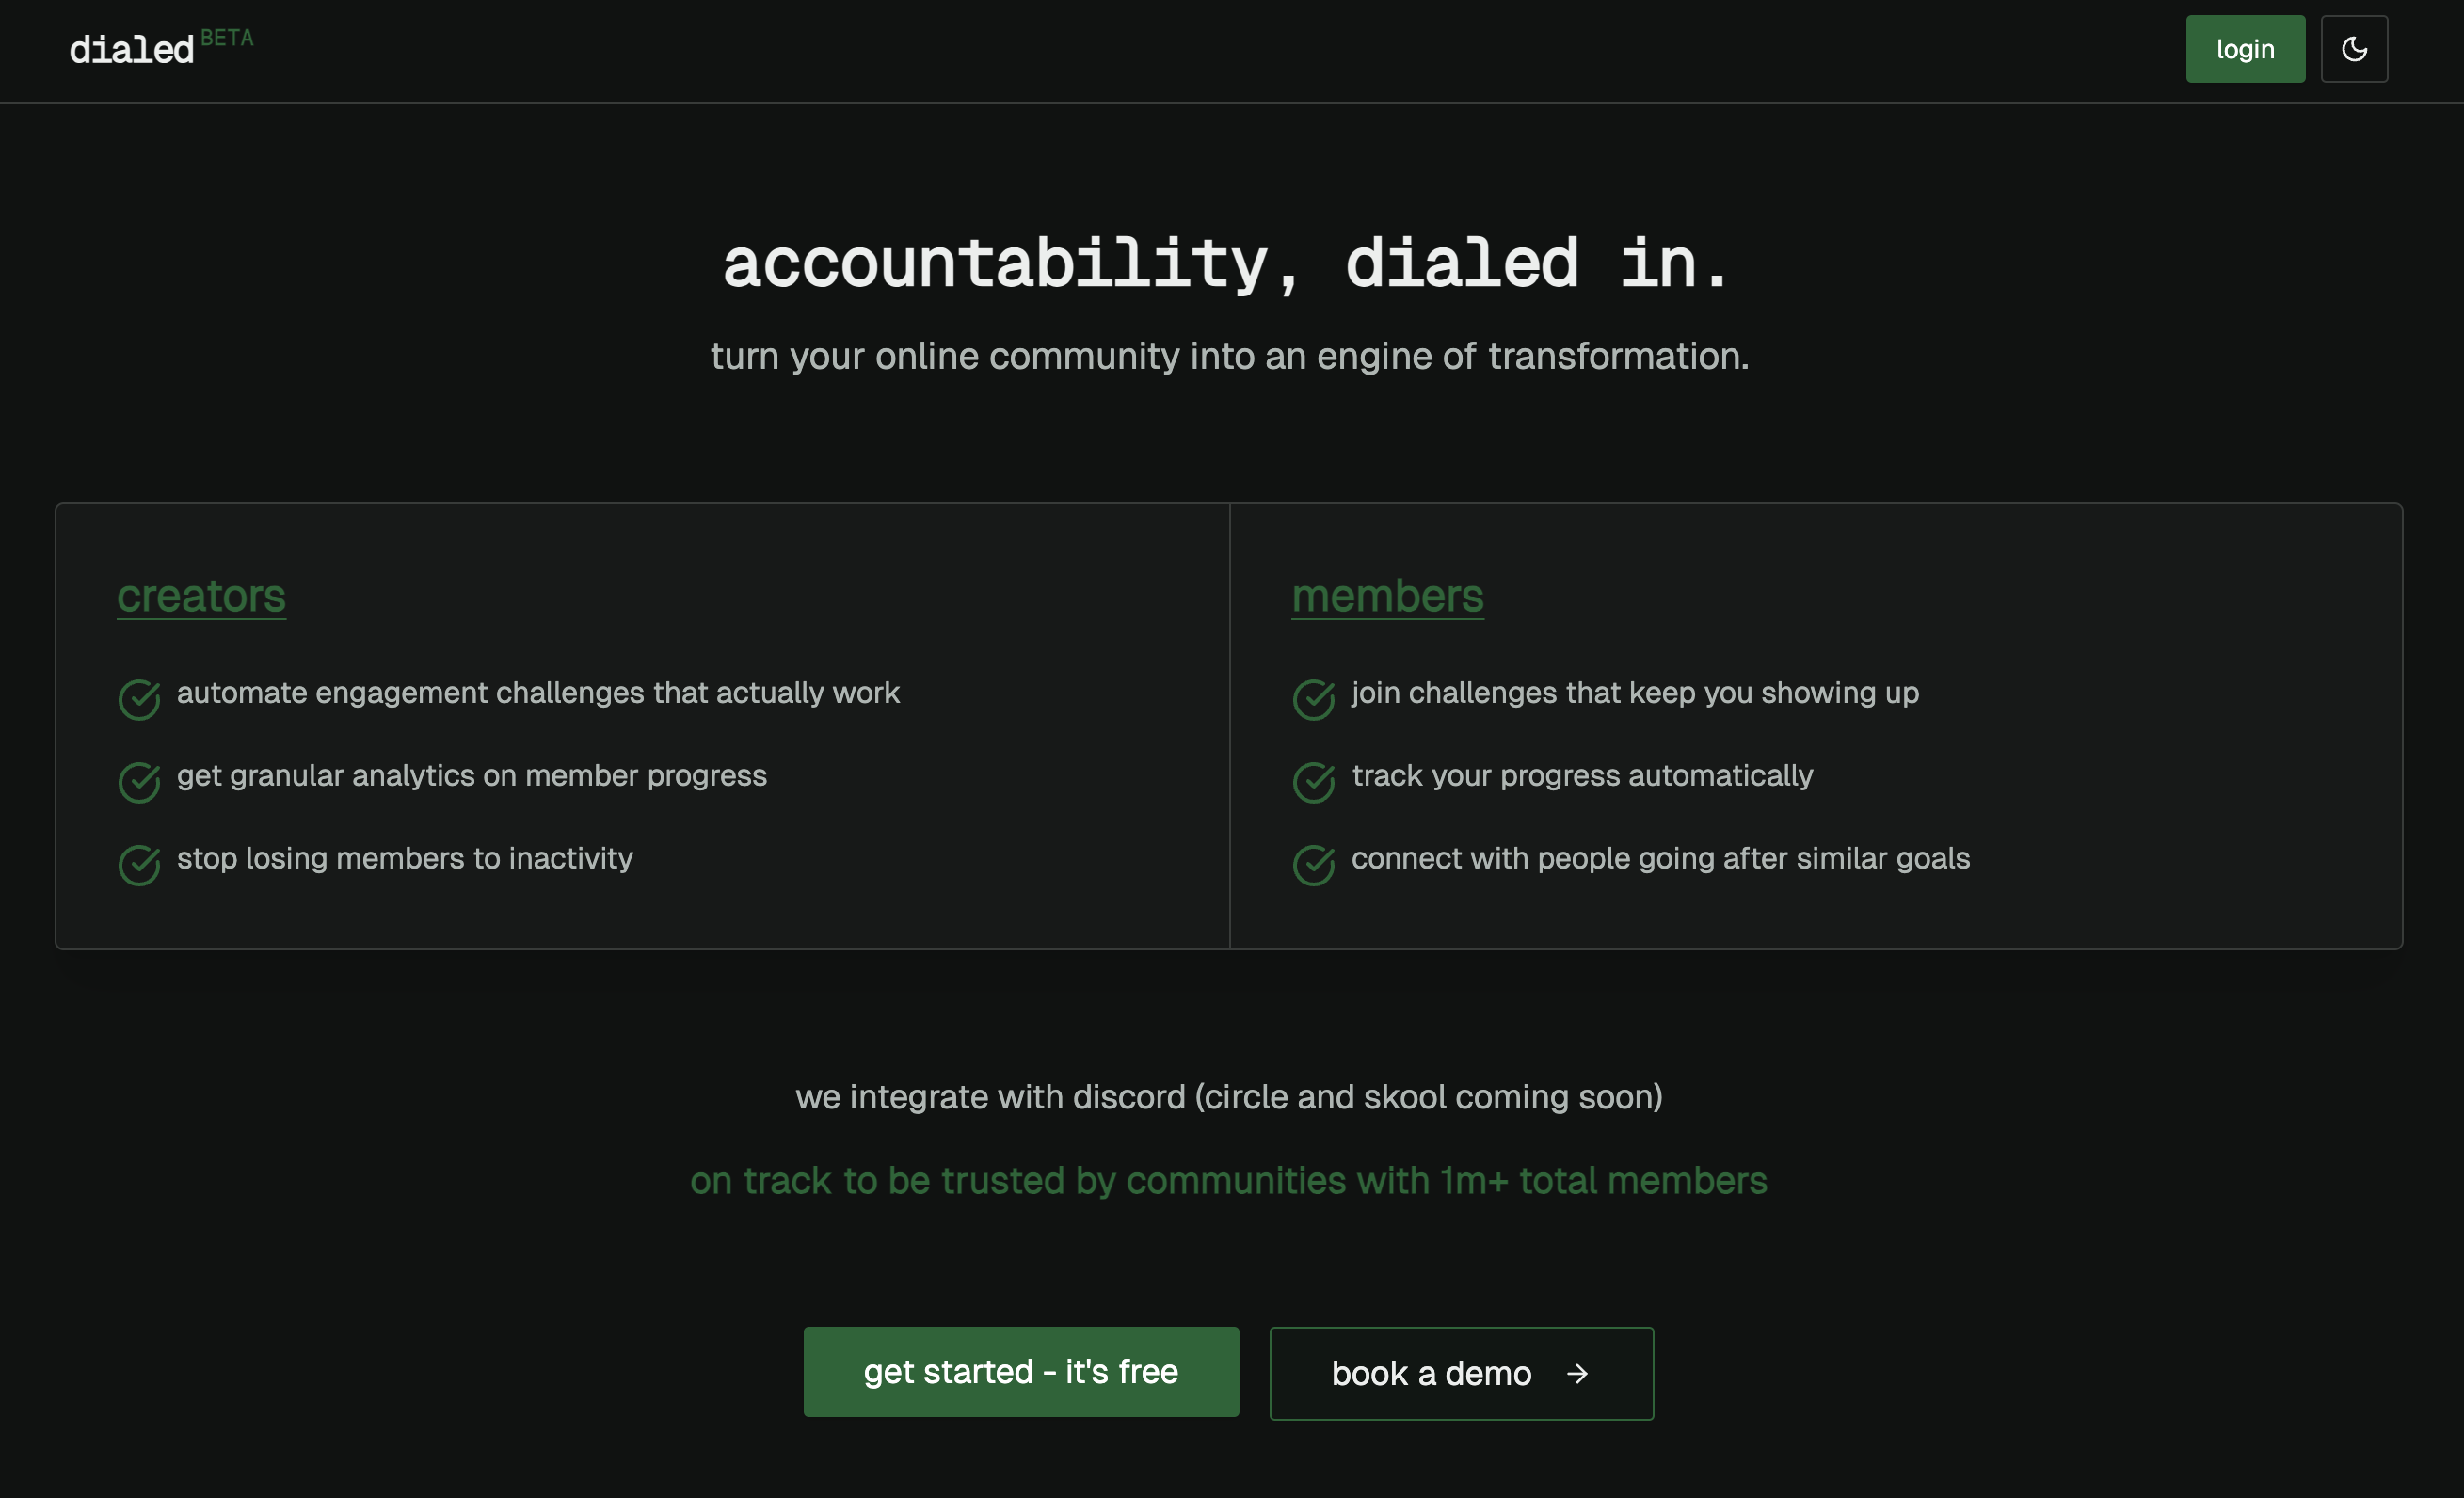 dialed BETA
login
accountability, dialed in.
turn your online community into an engine of transformation.
creators
automate engagement challenges that actually work
get granular analytics on member progress
stop losing members to inactivity
members
join challenges that keep you showing up
track your progress automatically
connect with people going after similar goals
we integrate with discord (circle and skool coming soon)
on track to be trusted by communities with 1m+ total members
get started - it's free
book a demo →